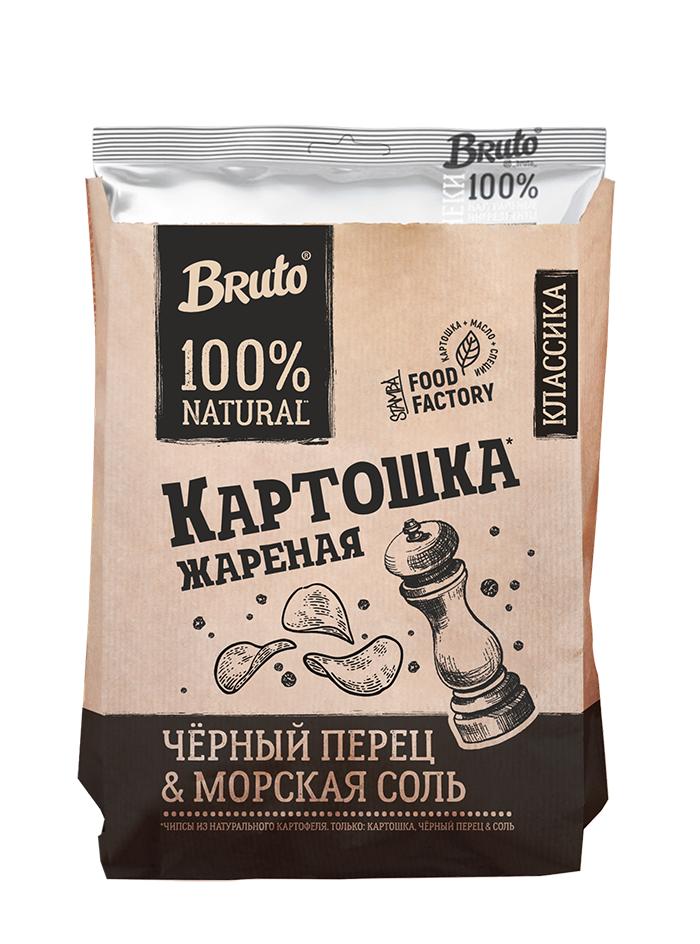 Bruto®
@_bruto_
100%
Bruto®
100%
NATURAL
КЛАССИКА
КАРТОШКА + МАСЛО + СПЕЦИИ
STAMBA
FOOD
FACTORY
КАРТОШКА*
ЖАРЕНАЯ
ЧЁРНЫЙ ПЕРЕЦ
& МОРСКАЯ СОЛЬ
*ЧИПСЫ ИЗ НАТУРАЛЬНОГО КАРТОФЕЛЯ. ТОЛЬКО: КАРТОШКА, ЧЁРНЫЙ ПЕРЕЦ & СОЛЬ